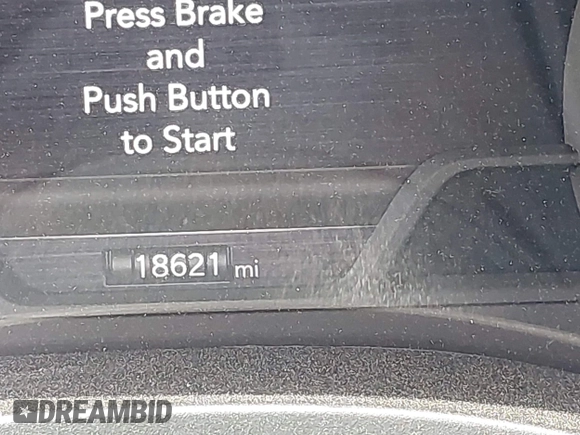 Press Brake
and
Push Button
to Start
18621 mi
DREAMBID